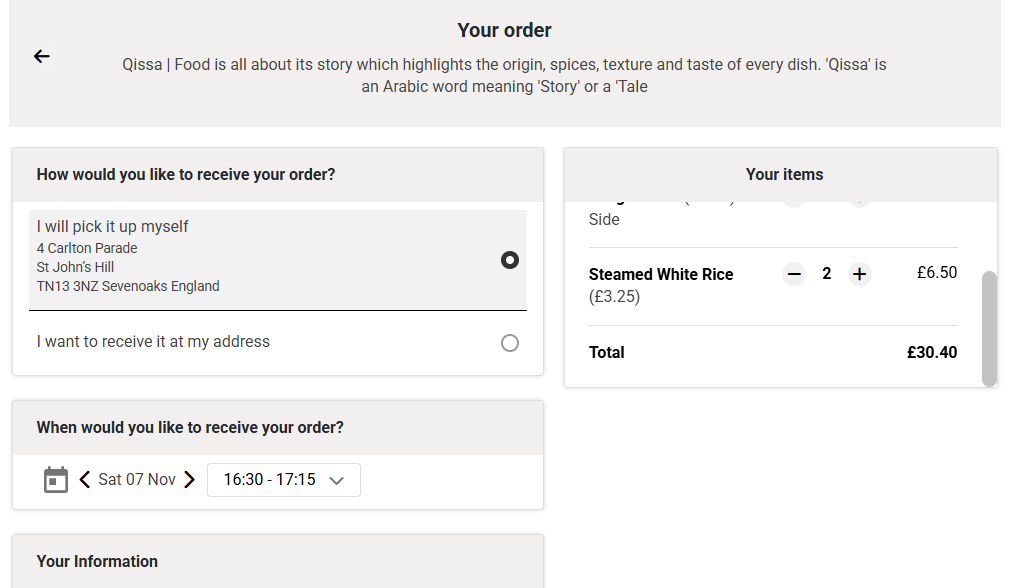 Your order
Qissa | Food is all about its story which highlights the origin, spices, texture and taste of every dish. 'Qissa' is
an Arabic word meaning 'Story' or a 'Tale
How would you like to receive your order?
I will pick it up myself
4 Carlton Parade
St John's Hill
TN13 3NZ Sevenoaks England
I want to receive it at my address
When would you like to receive your order?
Sat 07 Nov
16:30 - 17:15
Your Information
Your items
Side
Steamed White Rice
2
£6.50
(£3.25)
Total
£30.40